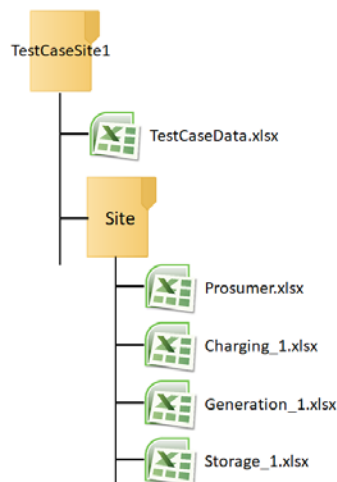 TestCaseSite1
TestCaseData.xlsx
Site
Prosumer.xlsx
Charging_1.xlsx
Generation_1.xlsx
Storage_1.xlsx